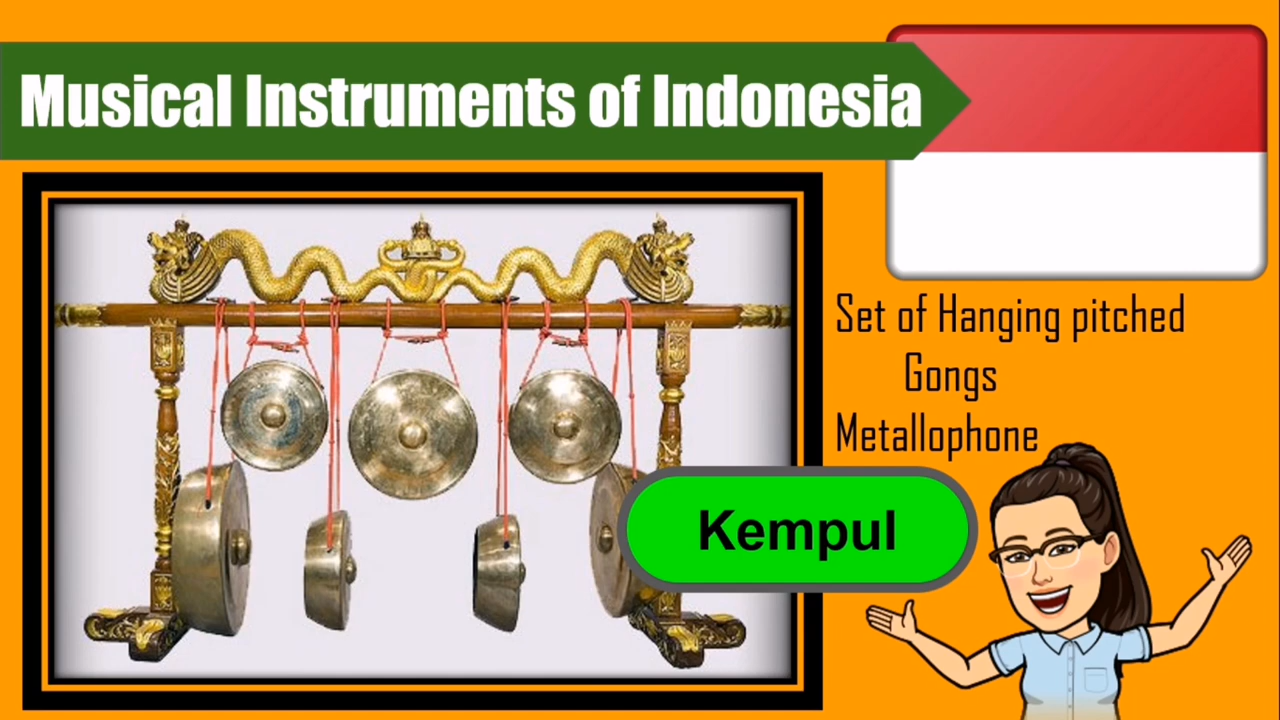 Musical Instruments of Indonesia
Set of Hanging pitched
Gongs
Metallophone
Kempul